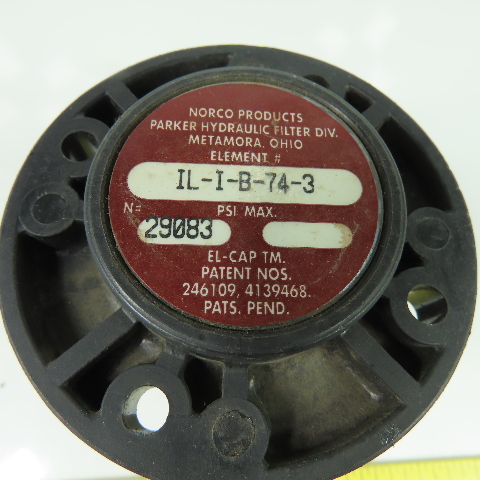 NORCO PRODUCTS
PARKER HYDRAULIC FILTER DIV.
METAMORA, OHIO
ELEMENT #
IL-I-B-74-3
N= PSI MAX.
29083
EL-CAP TM.
PATENT NOS.
246109, 4139468.
PATS. PEND.